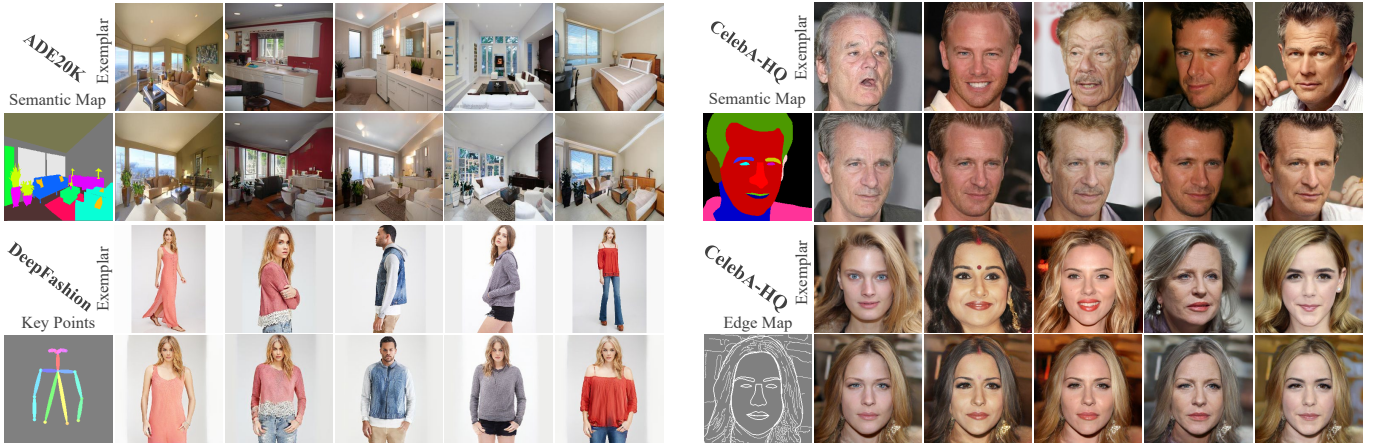 ADE20K
Exemplar
Semantic Map
DeepFashion
Exemplar
Key Points
CelebA-HQ
Exemplar
Semantic Map
CelebA-HQ
Exemplar
Edge Map